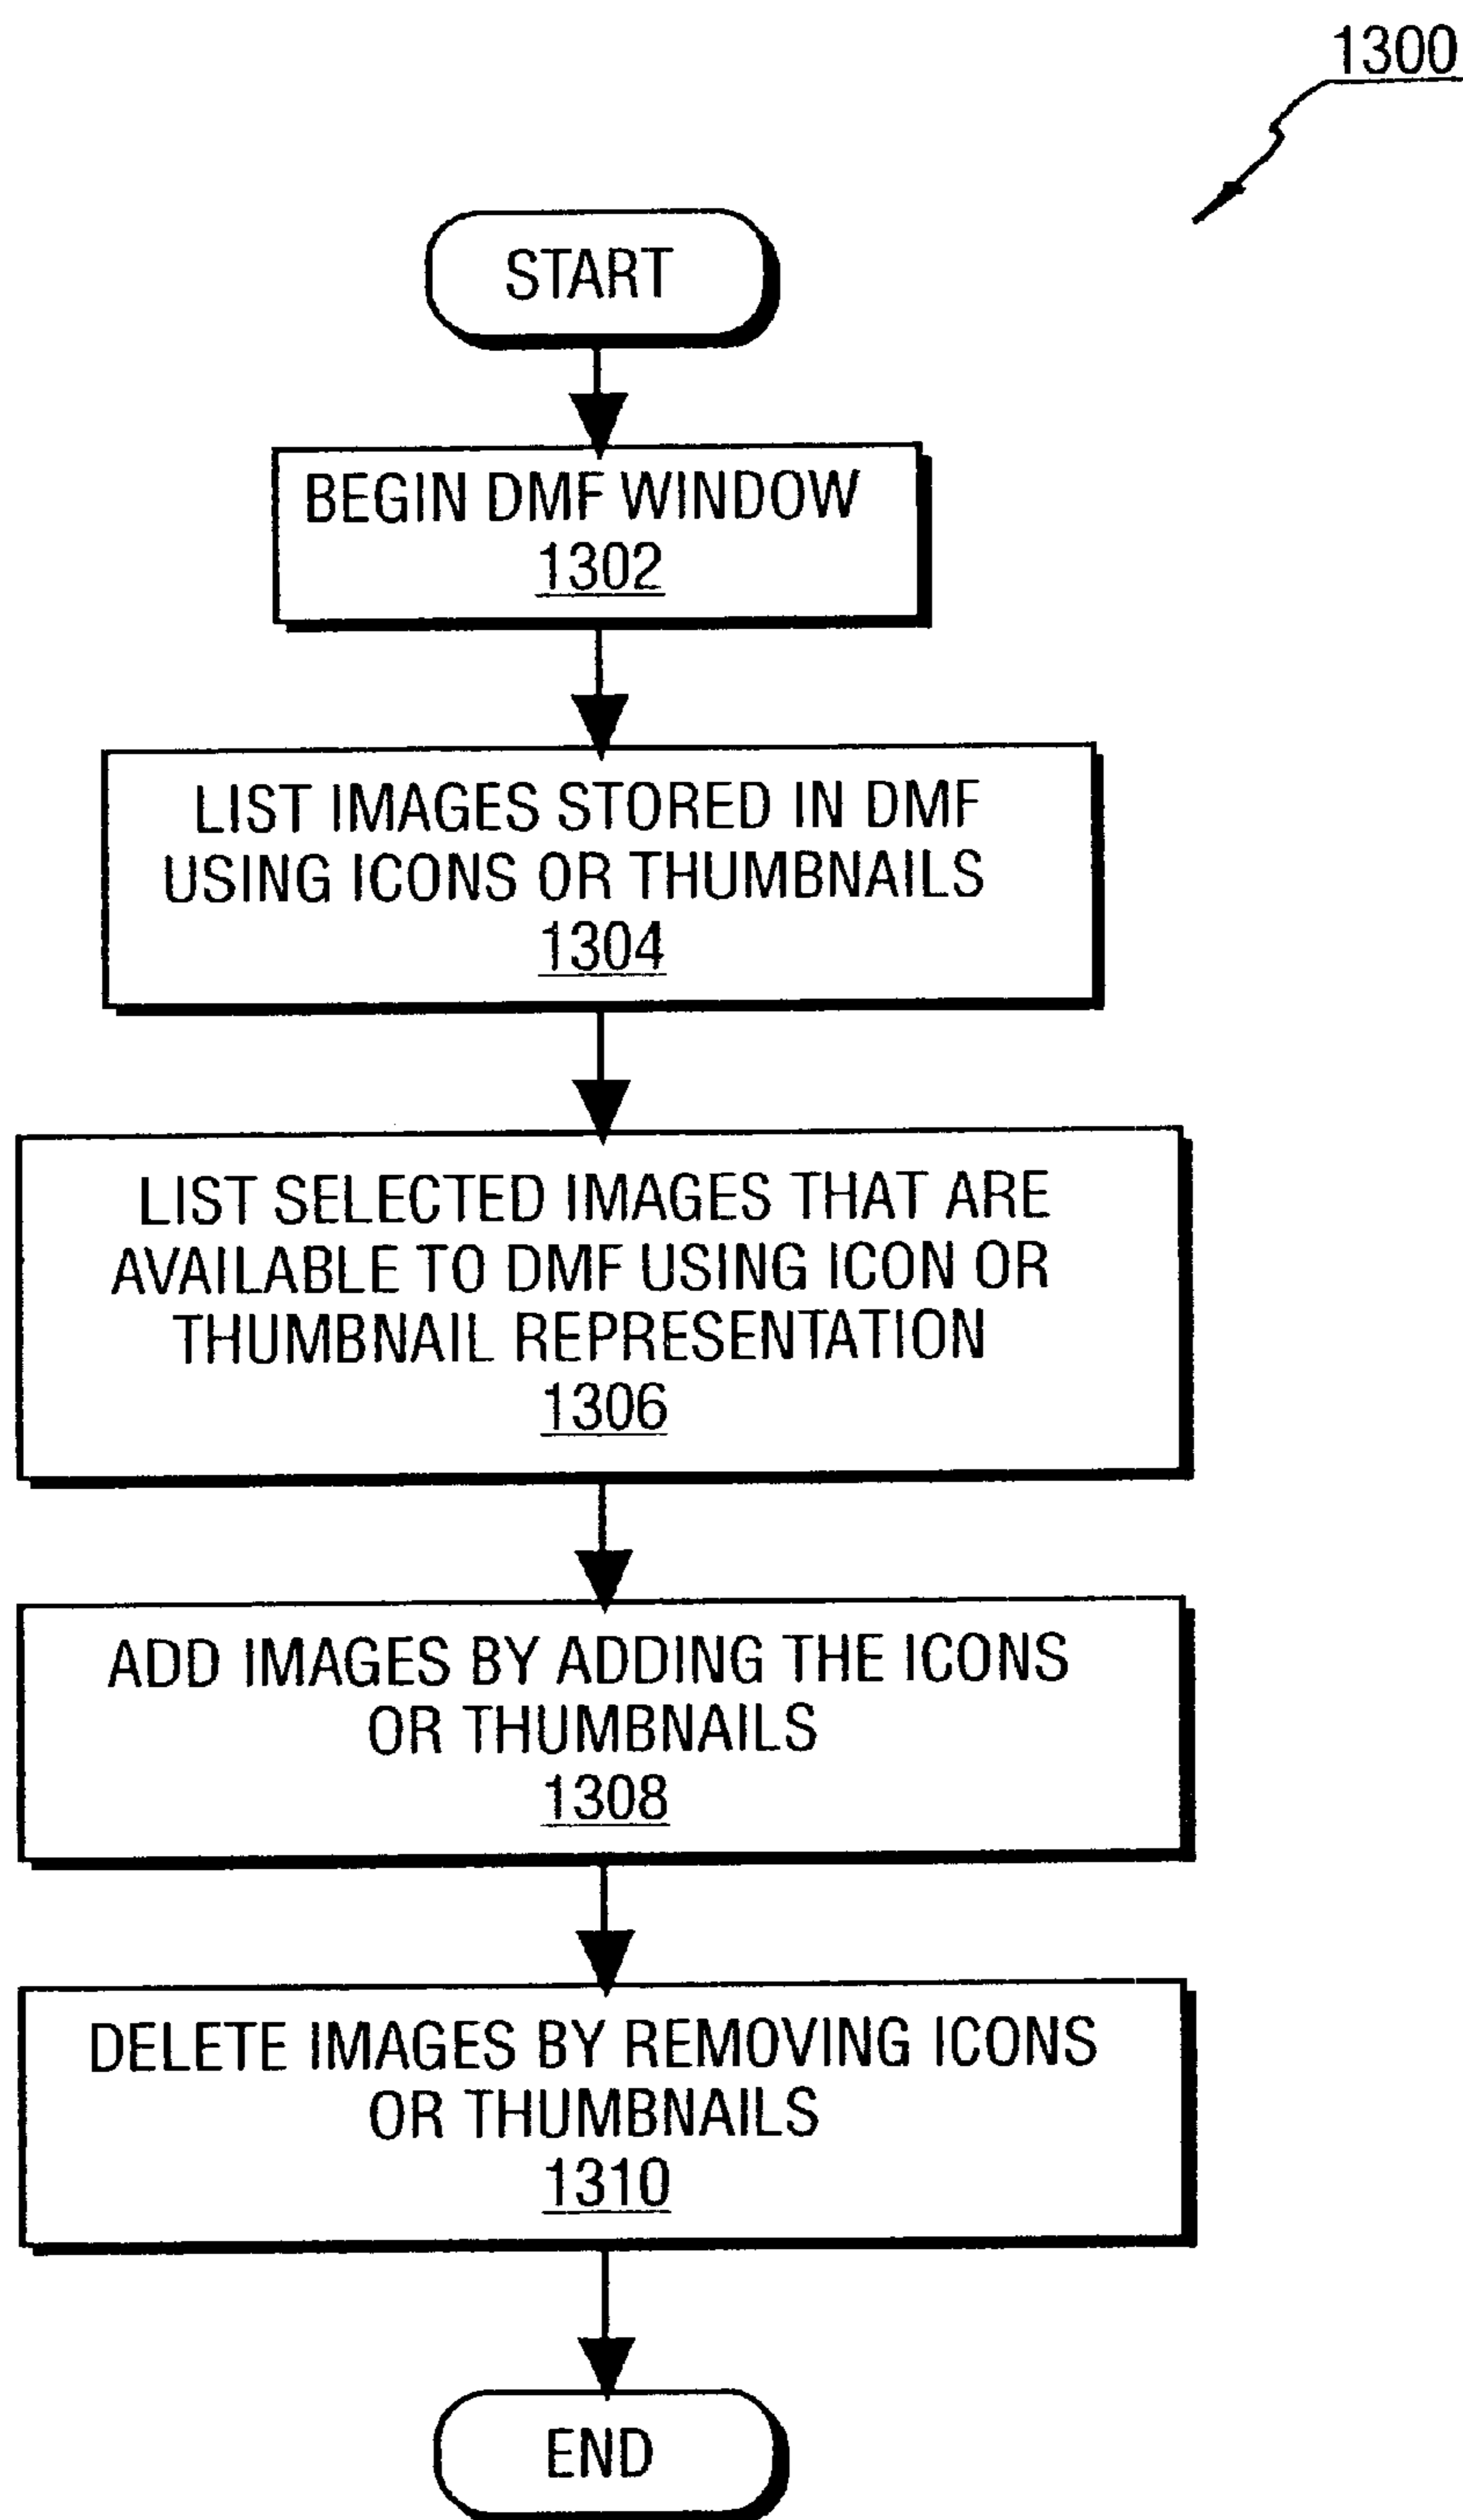 1300
START
BEGIN DMF WINDOW
1302
LIST IMAGES STORED IN DMF
USING ICONS OR THUMBNAILS
1304
LIST SELECTED IMAGES THAT ARE
AVAILABLE TO DMF USING ICON OR
THUMBNAIL REPRESENTATION
1306
ADD IMAGES BY ADDING THE ICONS
OR THUMBNAILS
1308
DELETE IMAGES BY REMOVING ICONS
OR THUMBNAILS
1310
END